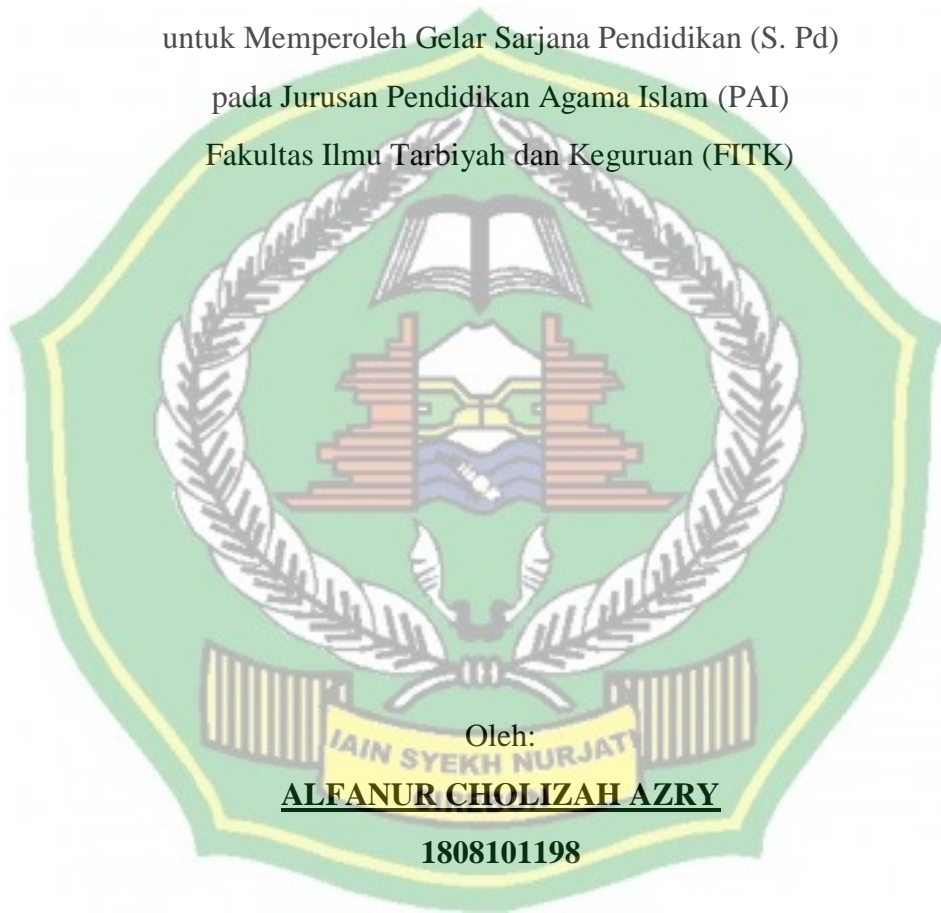 untuk Memperoleh Gelar Sarjana Pendidikan (S. Pd)
pada Jurusan Pendidikan Agama Islam (PAI)
Fakultas Ilmu Tarbiyah dan Keguruan (FITK)
Oleh:
IAIN SYEKH NURJATI
ALFANUR CHOLIZAH AZRY
1808101198